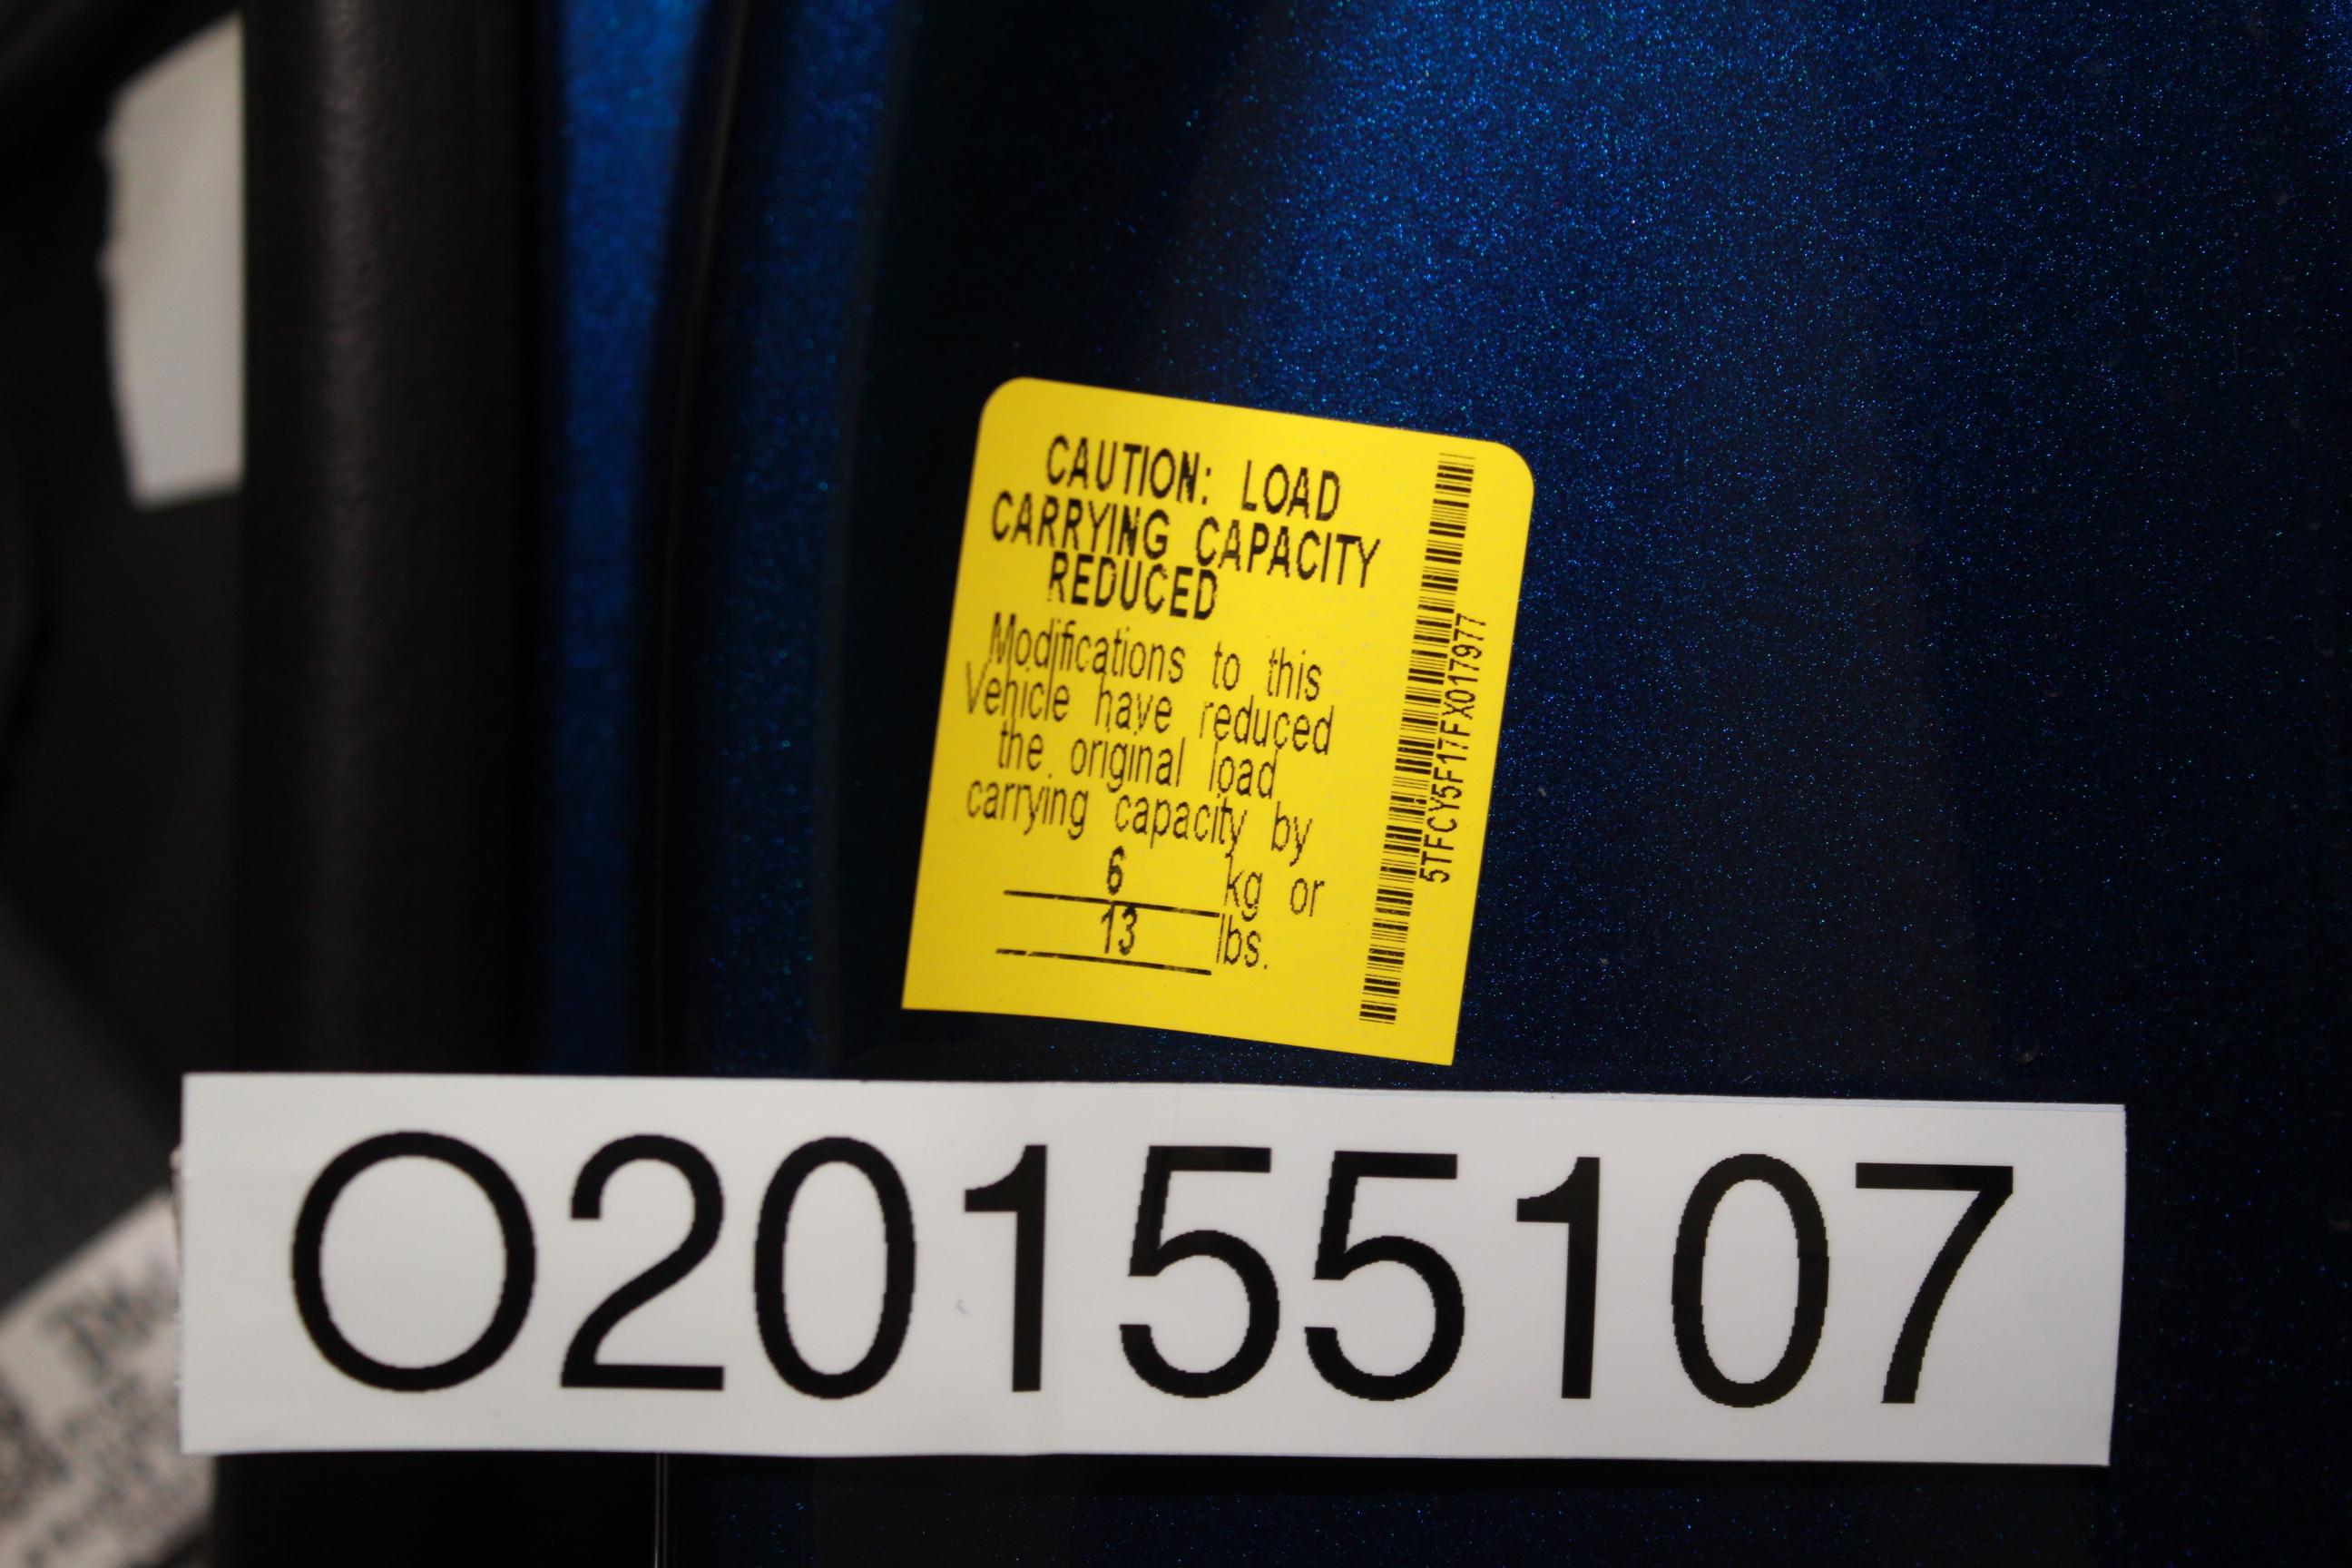 CAUTION: LOAD
CARRYING CAPACITY
REDUCED
Modifications to this
Vehicle have reduced
the original load
carrying capacity by
6 kg or
13 lbs.
5TFCY5F17FX017977
O20155107